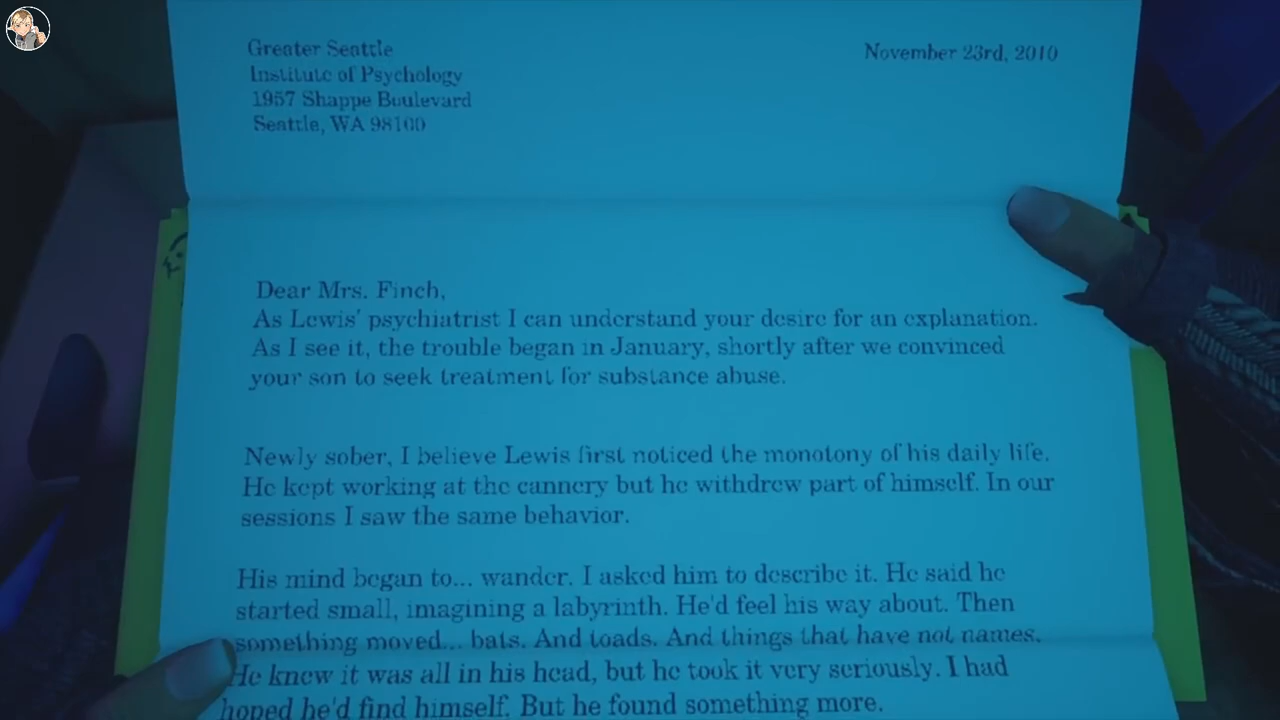 Greater Seattle
November 23rd, 2010
Institute of Psychology
1957 Shappe Boulevard
Seattle, WA 98100
Dear Mrs. Finch,
As Lewis' psychiatrist I can understand your desire for an explanation.
As I see it, the trouble began in January, shortly after we convinced
your son to seek treatment for substance abuse.
Newly sober, I believe Lewis first noticed the monotony of his daily life.
He kept working at the cannery but he withdrew part of himself. In our
sessions I saw the same behavior.
His mind began to... wander. I asked him to describe it. He said he
started small, imagining a labyrinth. He'd feel his way about. Then
something moved... bats. And toads. And things that have not names.
He knew it was all in his head, but he took it very seriously. I had
hoped he'd find himself. But he found something more.